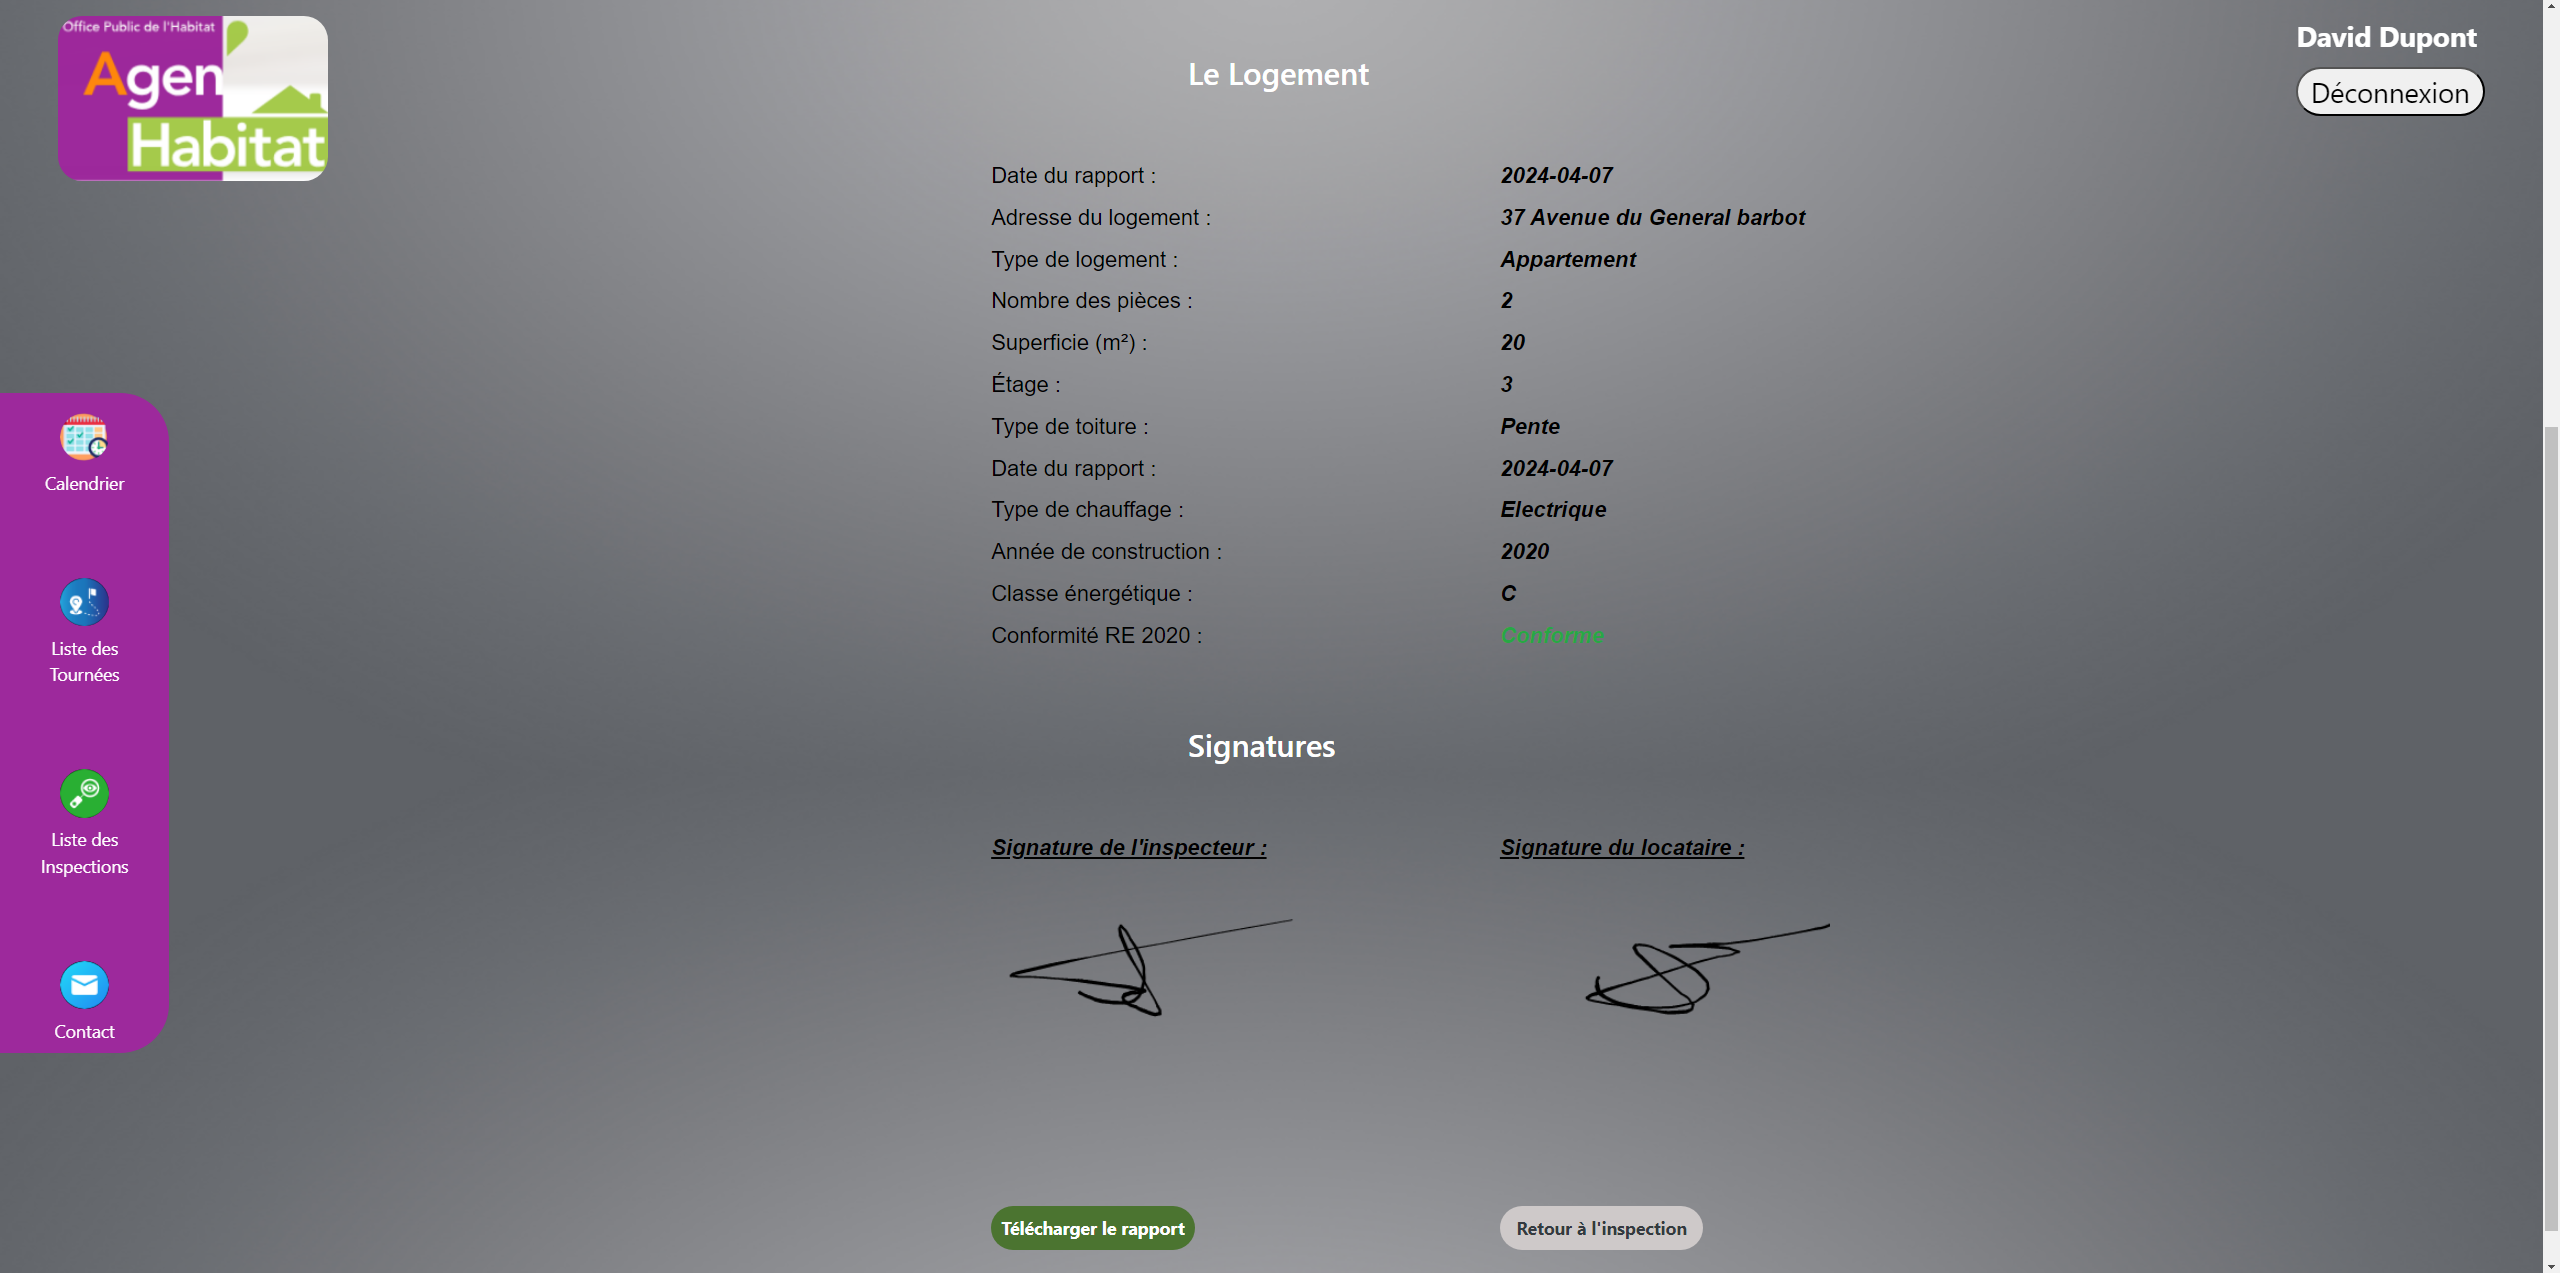 Office Public de l'Habitat
Agen
Habitat
David Dupont
Déconnexion
Le Logement
Date du rapport : 2024-04-07
Adresse du logement : 37 Avenue du General barbot
Type de logement : Appartement
Nombre des pièces : 2
Superficie (m²) : 20
Étage : 3
Type de toiture : Pente
Date du rapport : 2024-04-07
Type de chauffage : Electrique
Année de construction : 2020
Classe énergétique : C
Conformité RE 2020 : Conforme
Calendrier
Liste des
Tournées
Liste des
Inspections
Contact
Signatures
Signature de l'inspecteur : Signature du locataire :
Télécharger le rapport Retour à l'inspection